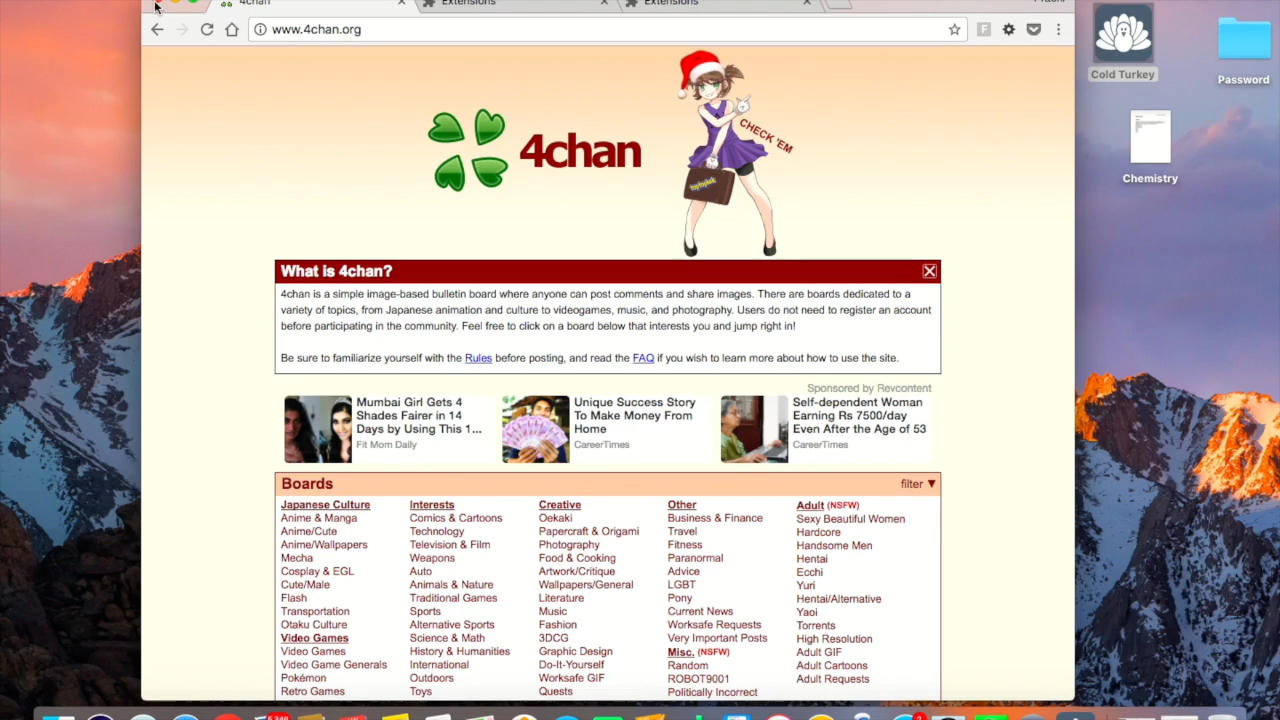 4chan
Extensions
Extensions
www.4chan.org
F
Cold Turkey
Password
Chemistry
4chan
CHECK 'EM
What is 4chan?
4chan is a simple image-based bulletin board where anyone can post comments and share images. There are boards dedicated to a
variety of topics, from Japanese animation and culture to videogames, music, and photography. Users do not need to register an account
before participating in the community. Feel free to click on a board below that interests you and jump right in!
Be sure to familiarize yourself with the Rules before posting, and read the FAQ if you wish to learn more about how to use the site.
Sponsored by Revcontent
Mumbai Girl Gets 4
Shades Fairer in 14
Days by Using This 1...
Fit Mom Daily
Unique Success Story
To Make Money From
Home
CareerTimes
Self-dependent Woman
Earning Rs 7500/day
Even After the Age of 53
CareerTimes
Boards
filter ▼
Japanese Culture
Anime & Manga
Anime/Cute
Anime/Wallpapers
Mecha
Cosplay & EGL
Cute/Male
Flash
Transportation
Otaku Culture
Video Games
Video Games
Video Game Generals
Pokémon
Retro Games
Interests
Comics & Cartoons
Technology
Television & Film
Weapons
Auto
Animals & Nature
Traditional Games
Sports
Alternative Sports
Science & Math
History & Humanities
International
Outdoors
Toys
Creative
Oekaki
Papercraft & Origami
Photography
Food & Cooking
Artwork/Critique
Wallpapers/General
Literature
Music
Fashion
3DCG
Graphic Design
Do-It-Yourself
Worksafe GIF
Quests
Other
Business & Finance
Travel
Fitness
Paranormal
Advice
LGBT
Pony
Current News
Worksafe Requests
Very Important Posts
Misc. (NSFW)
Random
ROBOT9001
Politically Incorrect
Adult (NSFW)
Sexy Beautiful Women
Hardcore
Handsome Men
Hentai
Ecchi
Yuri
Hentai/Alternative
Yaoi
Torrents
High Resolution
Adult GIF
Adult Cartoons
Adult Requests